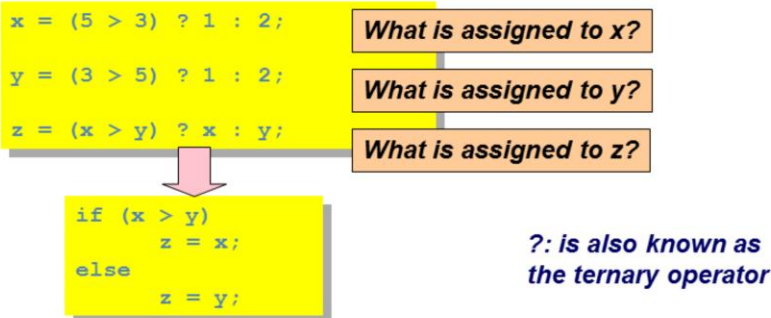 x = (5 > 3) ? 1 : 2;
What is assigned to x?
y = (3 > 5) ? 1 : 2;
What is assigned to y?
z = (x > y) ? x : y;
What is assigned to z?
if (x > y)
z = x;
else
z = y;
?: is also known as
the ternary operator